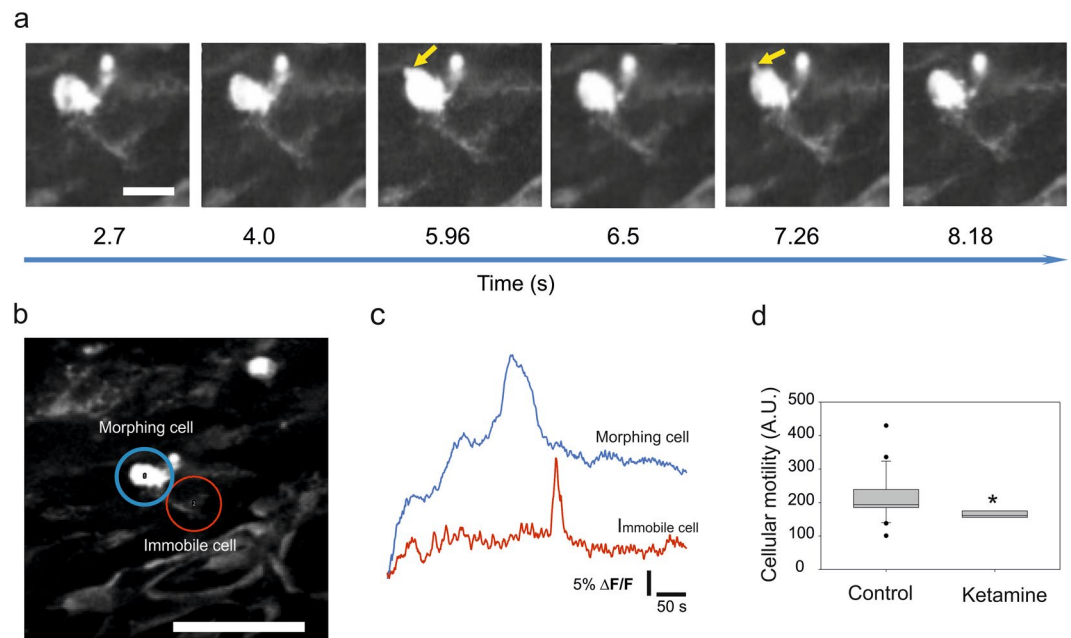 a
2.7 4.0 5.96 6.5 7.26 8.18
Time (s)
b
Morphing cell
Immobile cell
c
Morphing cell
Immobile cell
5% ΔF/F
50 s
d
Cellular motility (A.U.)
500
400
300
200
100
0
*
Control Ketamine